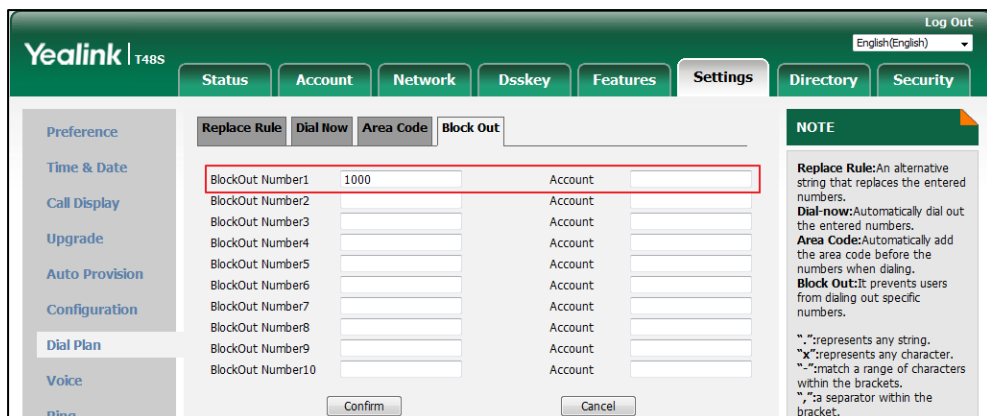 Log Out
Yealink T48S
English(English)
Status Account Network Dsskey Features Settings Directory Security
Preference
Time & Date
Call Display
Upgrade
Auto Provision
Configuration
Dial Plan
Voice
Ring
Replace Rule Dial Now Area Code Block Out
BlockOut Number1 1000 Account
BlockOut Number2 Account
BlockOut Number3 Account
BlockOut Number4 Account
BlockOut Number5 Account
BlockOut Number6 Account
BlockOut Number7 Account
BlockOut Number8 Account
BlockOut Number9 Account
BlockOut Number10 Account
Confirm Cancel
NOTE
Replace Rule:An alternative
string that replaces the entered
numbers.
Dial-now:Automatically dial out
the entered numbers.
Area Code:Automatically add
the area code before the
numbers when dialing.
Block Out:It prevents users
from dialing out specific
numbers.
".":represents any string.
"x":represents any character.
"-":match a range of characters
within the brackets.
",":a separator within the
bracket.